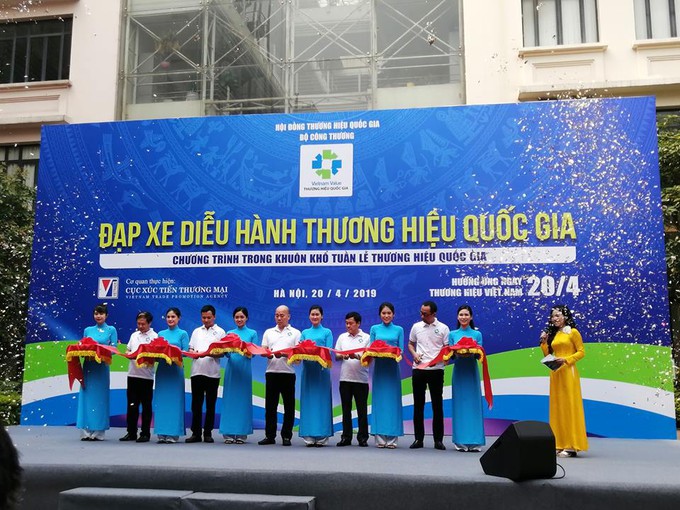 HỘI ĐỒNG THƯƠNG HIỆU QUỐC GIA
BỘ CÔNG THƯƠNG
Vietnam Value
THƯƠNG HIỆU QUỐC GIA
ĐẠP XE DIỄU HÀNH THƯƠNG HIỆU QUỐC GIA
CHƯƠNG TRÌNH TRONG KHUÔN KHỔ TUẦN LỄ THƯƠNG HIỆU QUỐC GIA
Cơ quan thực hiện:
CỤC XÚC TIẾN THƯƠNG MẠI
VIETNAM TRADE PROMOTION AGENCY
HÀ NỘI, 20 / 4 / 2019
HƯỞNG ỨNG NGÀY
THƯƠNG HIỆU VIỆT NAM 20/4